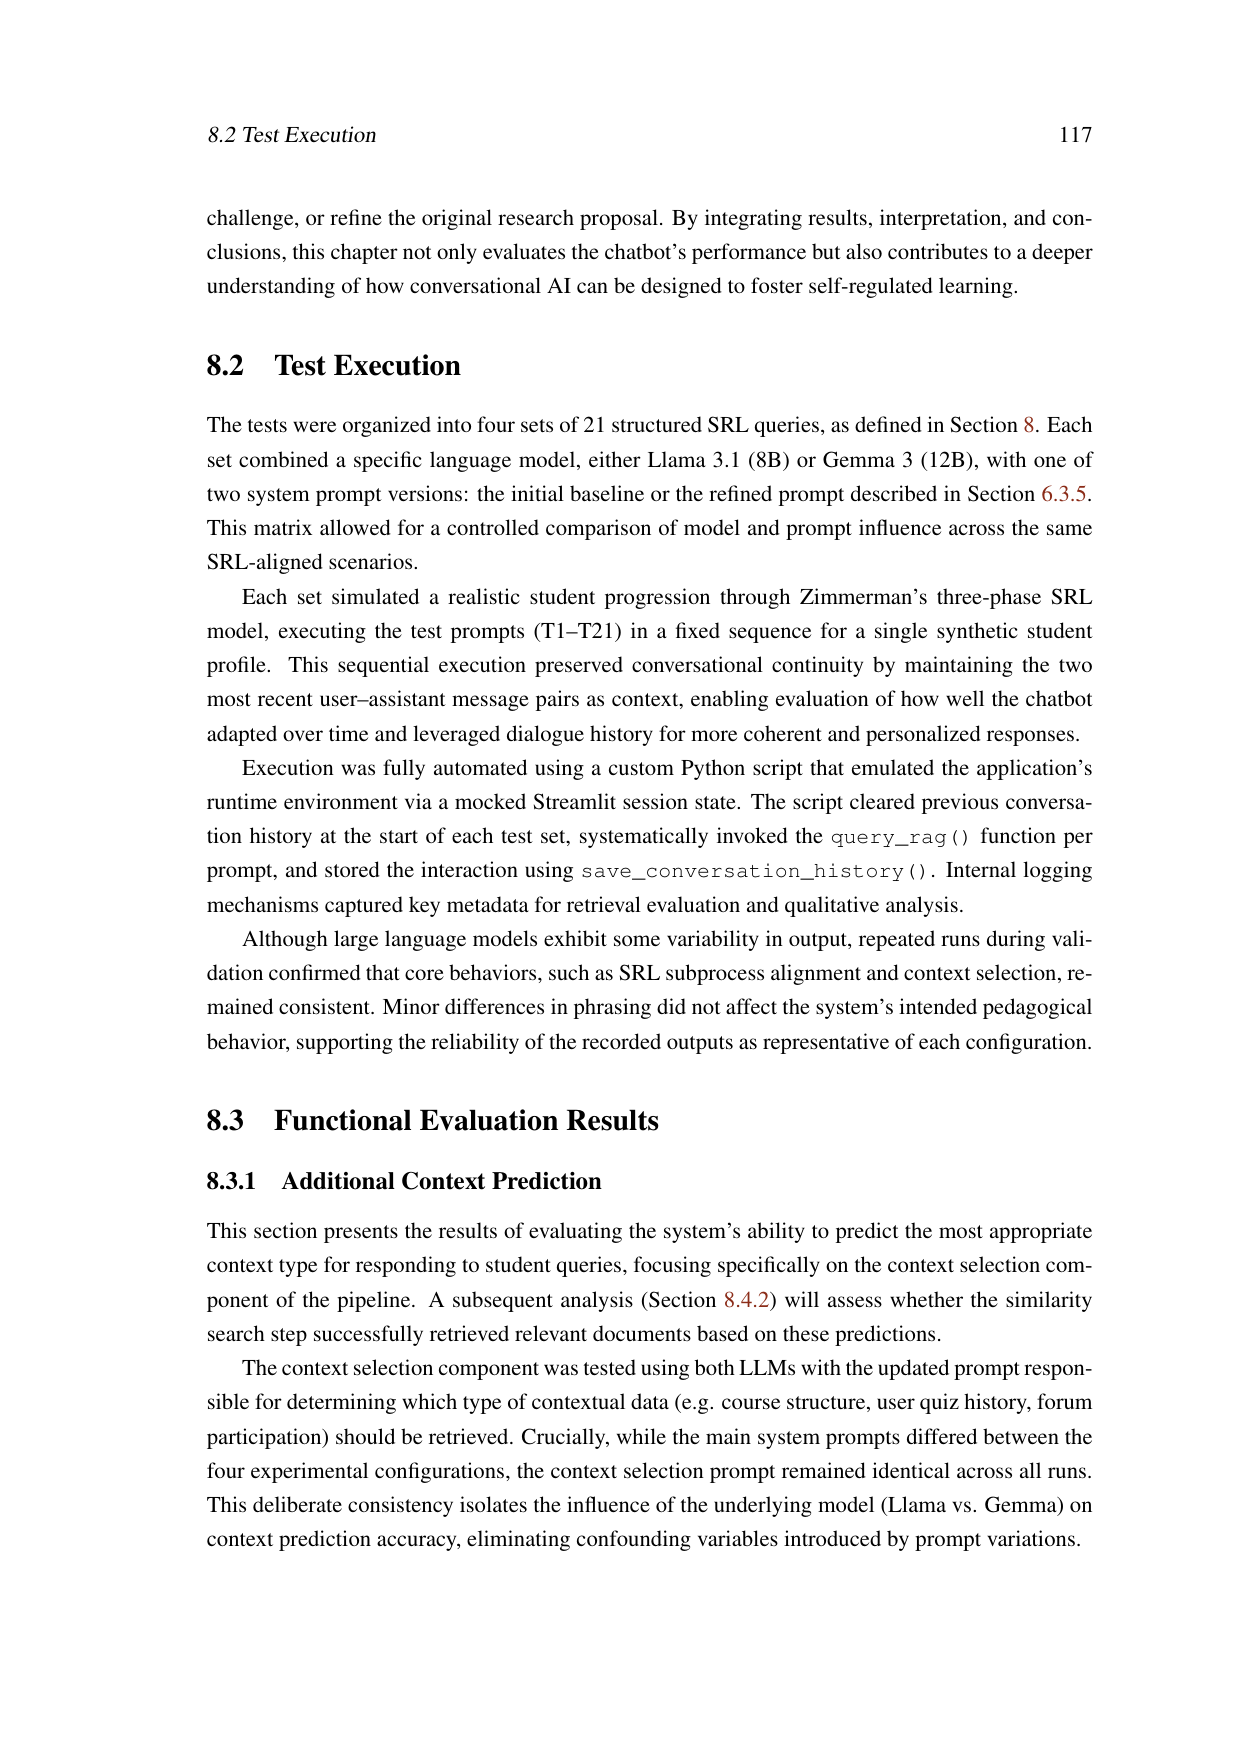 8.2 Test Execution 117
challenge, or refine the original research proposal. By integrating results, interpretation, and con-
clusions, this chapter not only evaluates the chatbot’s performance but also contributes to a deeper
understanding of how conversational AI can be designed to foster self-regulated learning.
8.2 Test Execution
The tests were organized into four sets of 21 structured SRL queries, as defined in Section 8. Each
set combined a specific language model, either Llama 3.1 (8B) or Gemma 3 (12B), with one of
two system prompt versions: the initial baseline or the refined prompt described in Section 6.3.5.
This matrix allowed for a controlled comparison of model and prompt influence across the same
SRL-aligned scenarios.
Each set simulated a realistic student progression through Zimmerman’s three-phase SRL
model, executing the test prompts (T1–T21) in a fixed sequence for a single synthetic student
profile. This sequential execution preserved conversational continuity by maintaining the two
most recent user–assistant message pairs as context, enabling evaluation of how well the chatbot
adapted over time and leveraged dialogue history for more coherent and personalized responses.
Execution was fully automated using a custom Python script that emulated the application’s
runtime environment via a mocked Streamlit session state. The script cleared previous conversa-
tion history at the start of each test set, systematically invoked the query_rag() function per
prompt, and stored the interaction using save_conversation_history(). Internal logging
mechanisms captured key metadata for retrieval evaluation and qualitative analysis.
Although large language models exhibit some variability in output, repeated runs during vali-
dation confirmed that core behaviors, such as SRL subprocess alignment and context selection, re-
mained consistent. Minor differences in phrasing did not affect the system’s intended pedagogical
behavior, supporting the reliability of the recorded outputs as representative of each configuration.
8.3 Functional Evaluation Results
8.3.1 Additional Context Prediction
This section presents the results of evaluating the system’s ability to predict the most appropriate
context type for responding to student queries, focusing specifically on the context selection com-
ponent of the pipeline. A subsequent analysis (Section 8.4.2) will assess whether the similarity
search step successfully retrieved relevant documents based on these predictions.
The context selection component was tested using both LLMs with the updated prompt respon-
sible for determining which type of contextual data (e.g. course structure, user quiz history, forum
participation) should be retrieved. Crucially, while the main system prompts differed between the
four experimental configurations, the context selection prompt remained identical across all runs.
This deliberate consistency isolates the influence of the underlying model (Llama vs. Gemma) on
context prediction accuracy, eliminating confounding variables introduced by prompt variations.